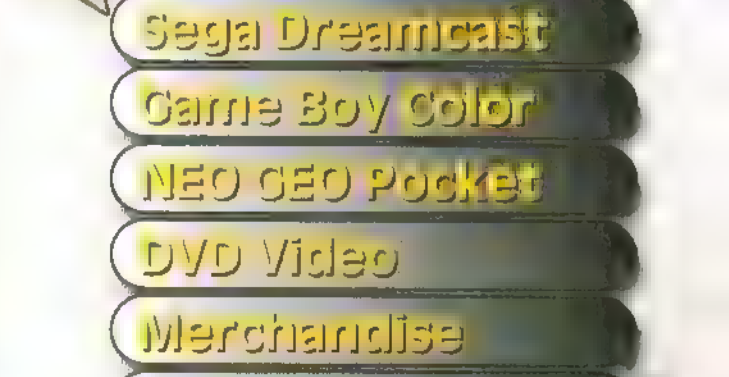 Sega Dreamcast
Game Boy Color
NEO GEO Pocket
DVD Video
Merchandise